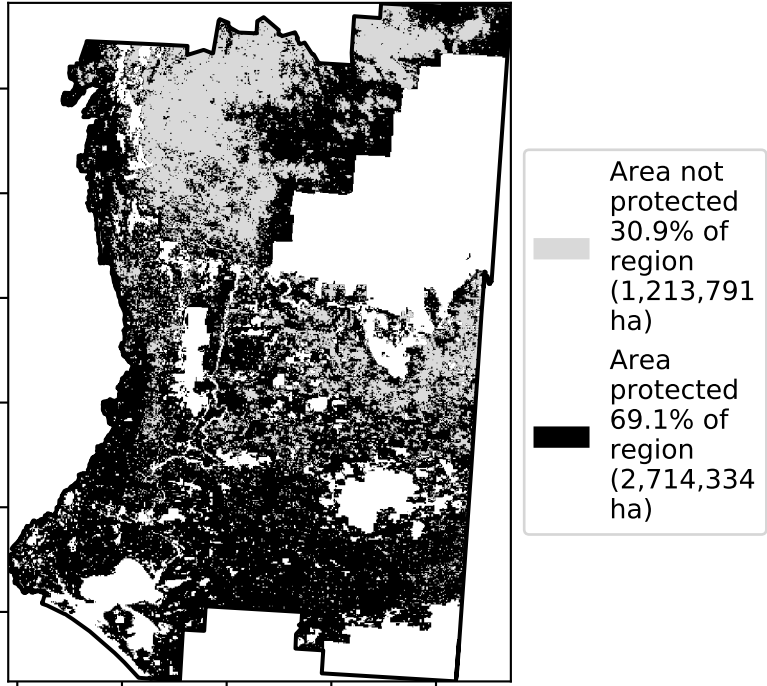 Area not
protected
30.9% of
region
(1,213,791
ha)
Area
protected
69.1% of
region
(2,714,334
ha)